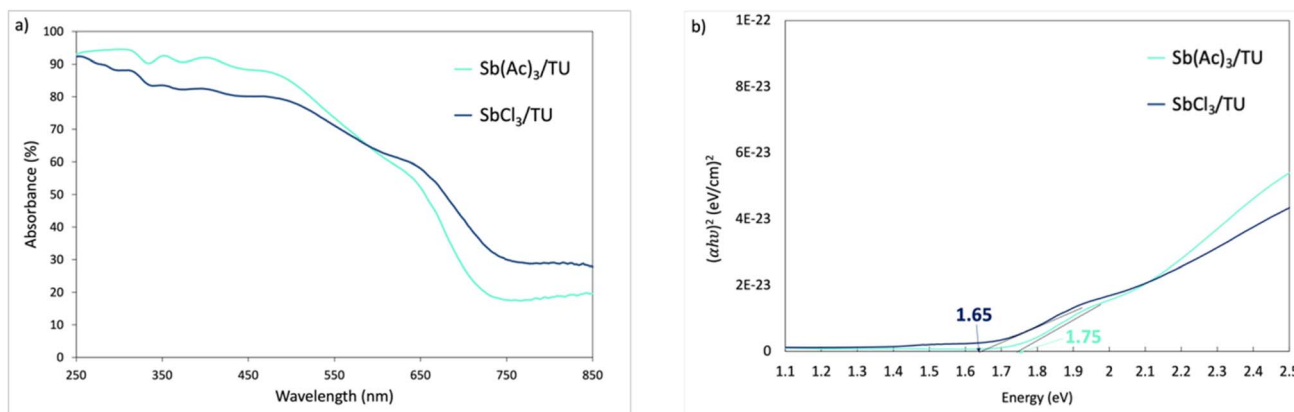 a)
Absorbance (%)
100
90
80
70
60
50
40
30
20
10
0
250 350 450 550 650 750 850
Wavelength (nm)
Sb(Ac)₃/TU
SbCl₃/TU
b)
(αhυ)² (eV/cm)²
1E-22
8E-23
6E-23
4E-23
2E-23
0
1.1 1.2 1.3 1.4 1.5 1.6 1.7 1.8 1.9 2 2.1 2.2 2.3 2.4 2.5
Energy (eV)
Sb(Ac)₃/TU
SbCl₃/TU
1.65
1.75